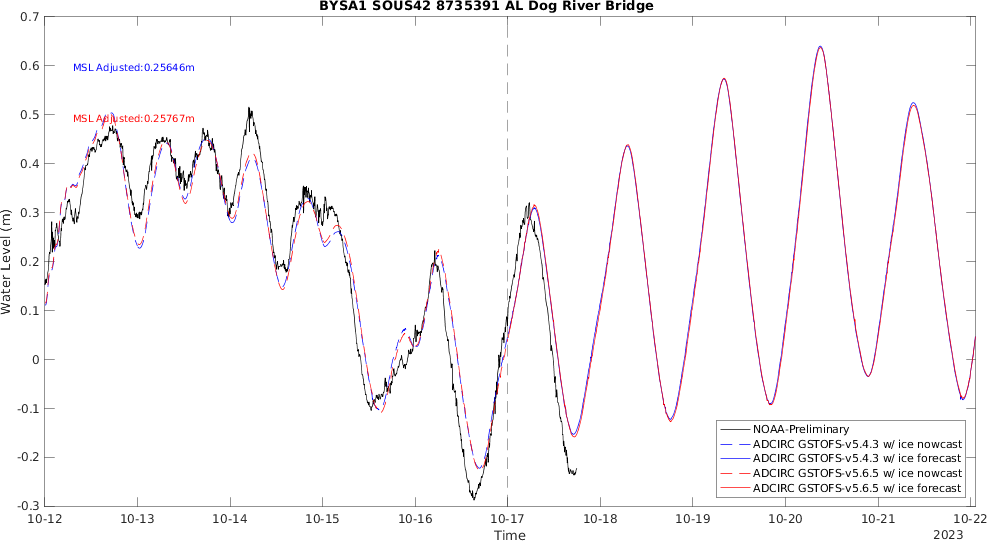 BYSA1 SOUS42 8735391 AL Dog River Bridge
MSL Adjusted:0.25646m
MSL Adjusted:0.25767m
Water Level (m)
0.7
0.6
0.5
0.4
0.3
0.2
0.1
0
-0.1
-0.2
-0.3
NOAA-Preliminary
ADCIRC GSTOFS-v5.4.3 w/ ice nowcast
ADCIRC GSTOFS-v5.4.3 w/ ice forecast
ADCIRC GSTOFS-v5.6.5 w/ ice nowcast
ADCIRC GSTOFS-v5.6.5 w/ ice forecast
10-12 10-13 10-14 10-15 10-16 10-17 10-18 10-19 10-20 10-21 10-22
Time
2023